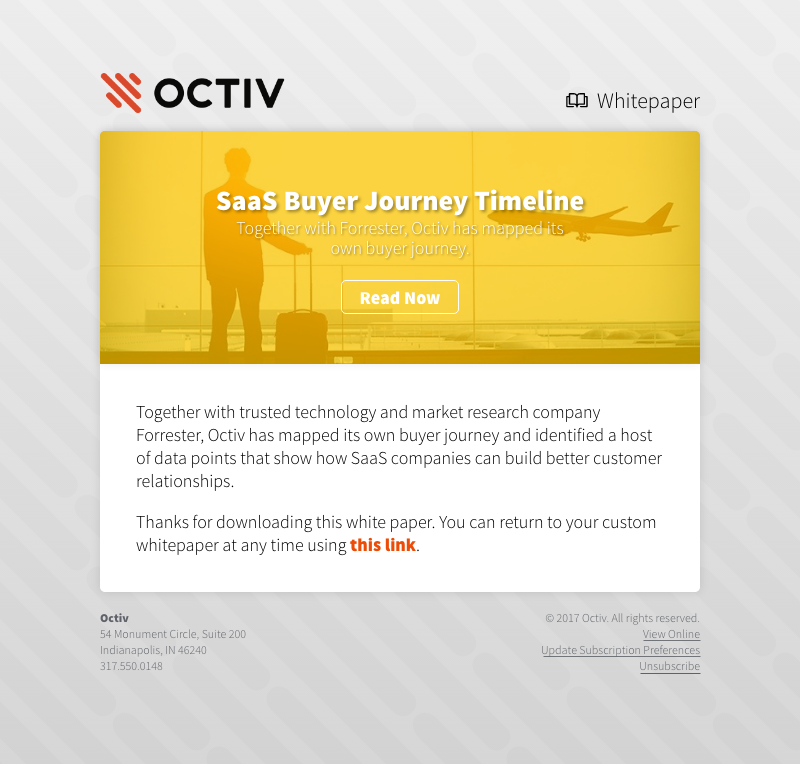 OCTIV
Whitepaper
SaaS Buyer Journey Timeline
Together with Forrester, Octiv has mapped its
own buyer journey.
Read Now
Together with trusted technology and market research company
Forrester, Octiv has mapped its own buyer journey and identified a host
of data points that show how SaaS companies can build better customer
relationships.
Thanks for downloading this white paper. You can return to your custom
whitepaper at any time using this link.
Octiv
54 Monument Circle, Suite 200
Indianapolis, IN 46240
317.550.0148
© 2017 Octiv. All rights reserved.
View Online
Update Subscription Preferences
Unsubscribe